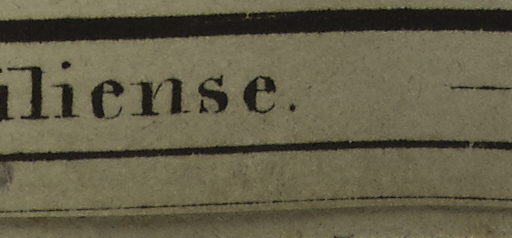 iliense. —